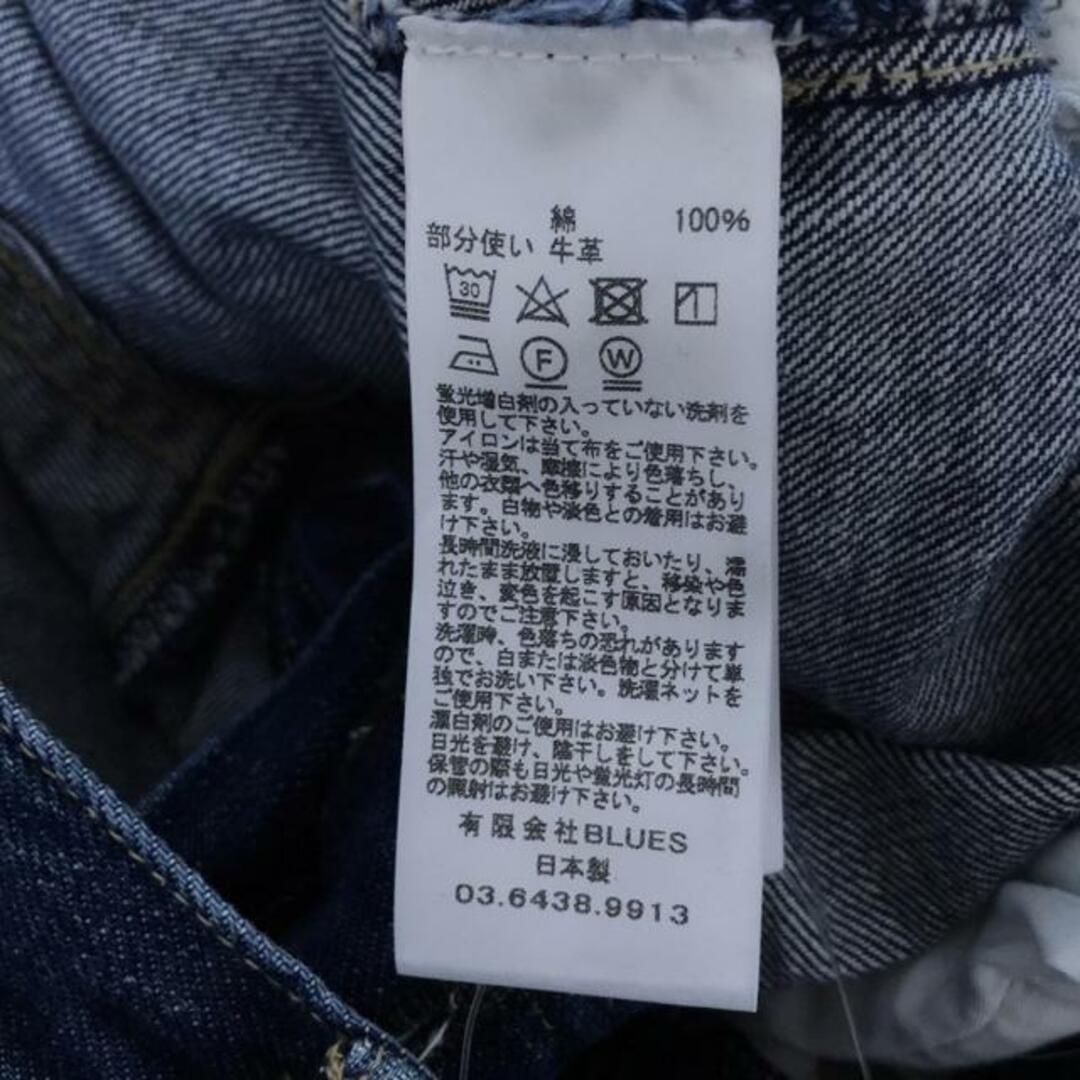 綿 100%
部分使い 牛革
30
F W
蛍光増白剤の入っていない洗剤を
使用して下さい。
アイロンは当て布をご使用下さい。
汗や湿気、摩擦により色落ちし、
他の衣類へ色移りすることがあり
ます。白物や淡色との着用はお避
け下さい。
長時間洗液に浸しておいたり、濡
れたまま放置しますと、移染や色
泣き、変色を起こす原因となりま
すのでご注意下さい。
洗濯時、色落ちの恐れがあります
ので、白または淡色物と分けて単
独でお洗い下さい。洗濯ネットを
ご使用下さい。
漂白剤のご使用はお避け下さい。
日光を避け、陰干しをして下さい。
保管の際も日光や蛍光灯の長時間
の照射はお避け下さい。
有限会社BLUES
日本製
03.6438.9913